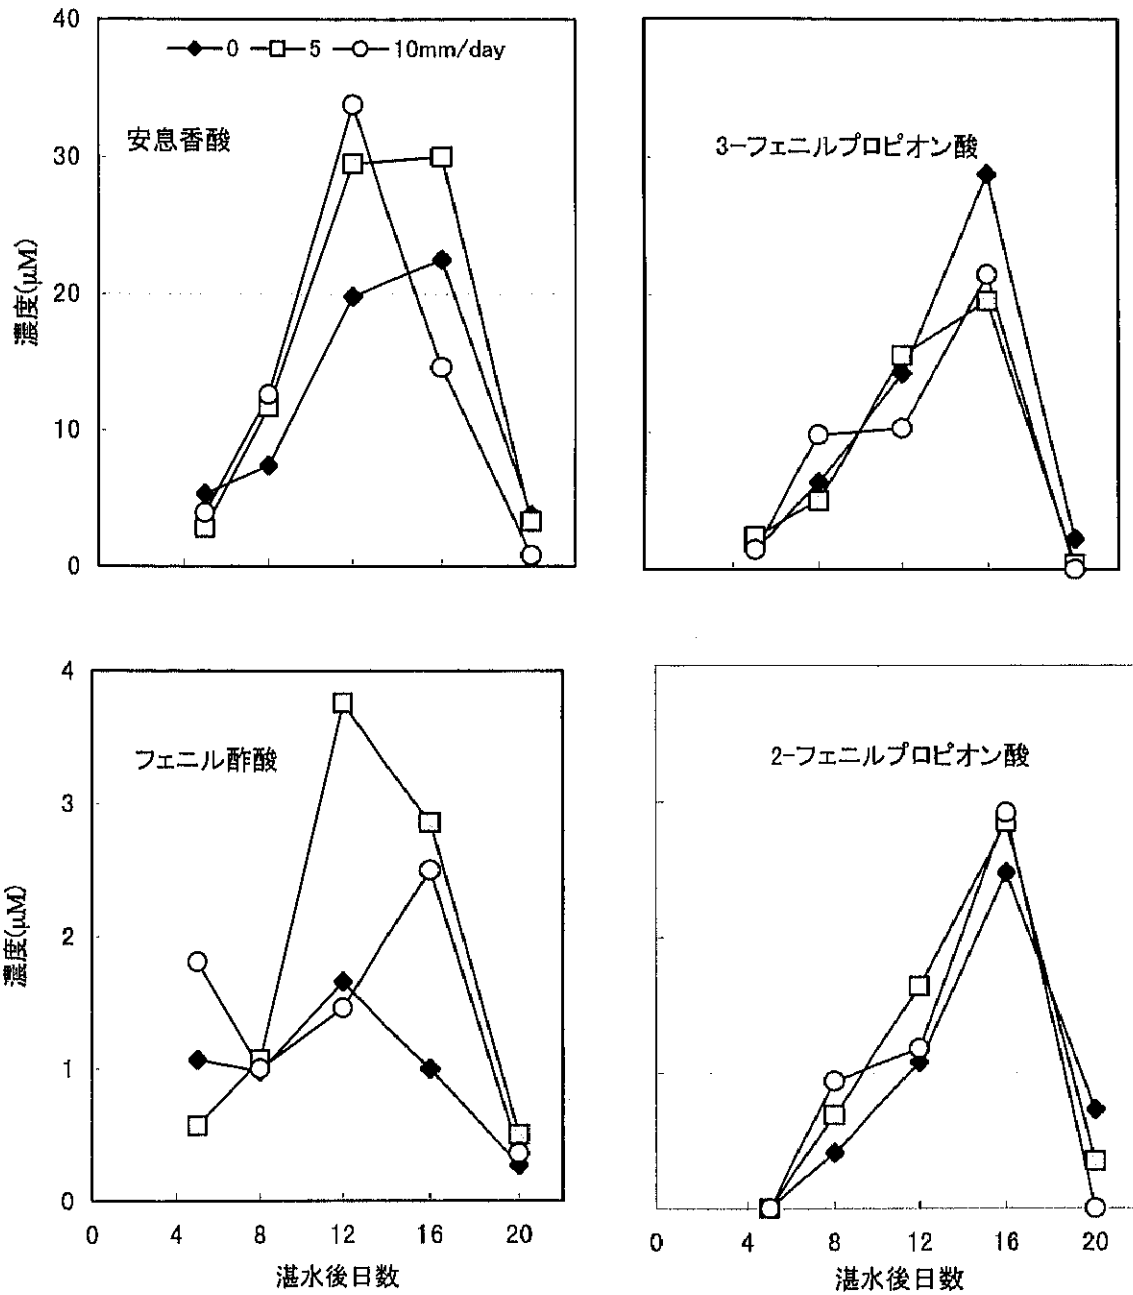 40
30
20
10
0
濃度(μM)
0 5 10mm/day
安息香酸
3-フェニルプロピオン酸
4
3
2
1
0
濃度(μM)
フェニル酢酸
0 4 8 12 16 20
湛水後日数
2-フェニルプロピオン酸
0 4 8 12 16 20
湛水後日数